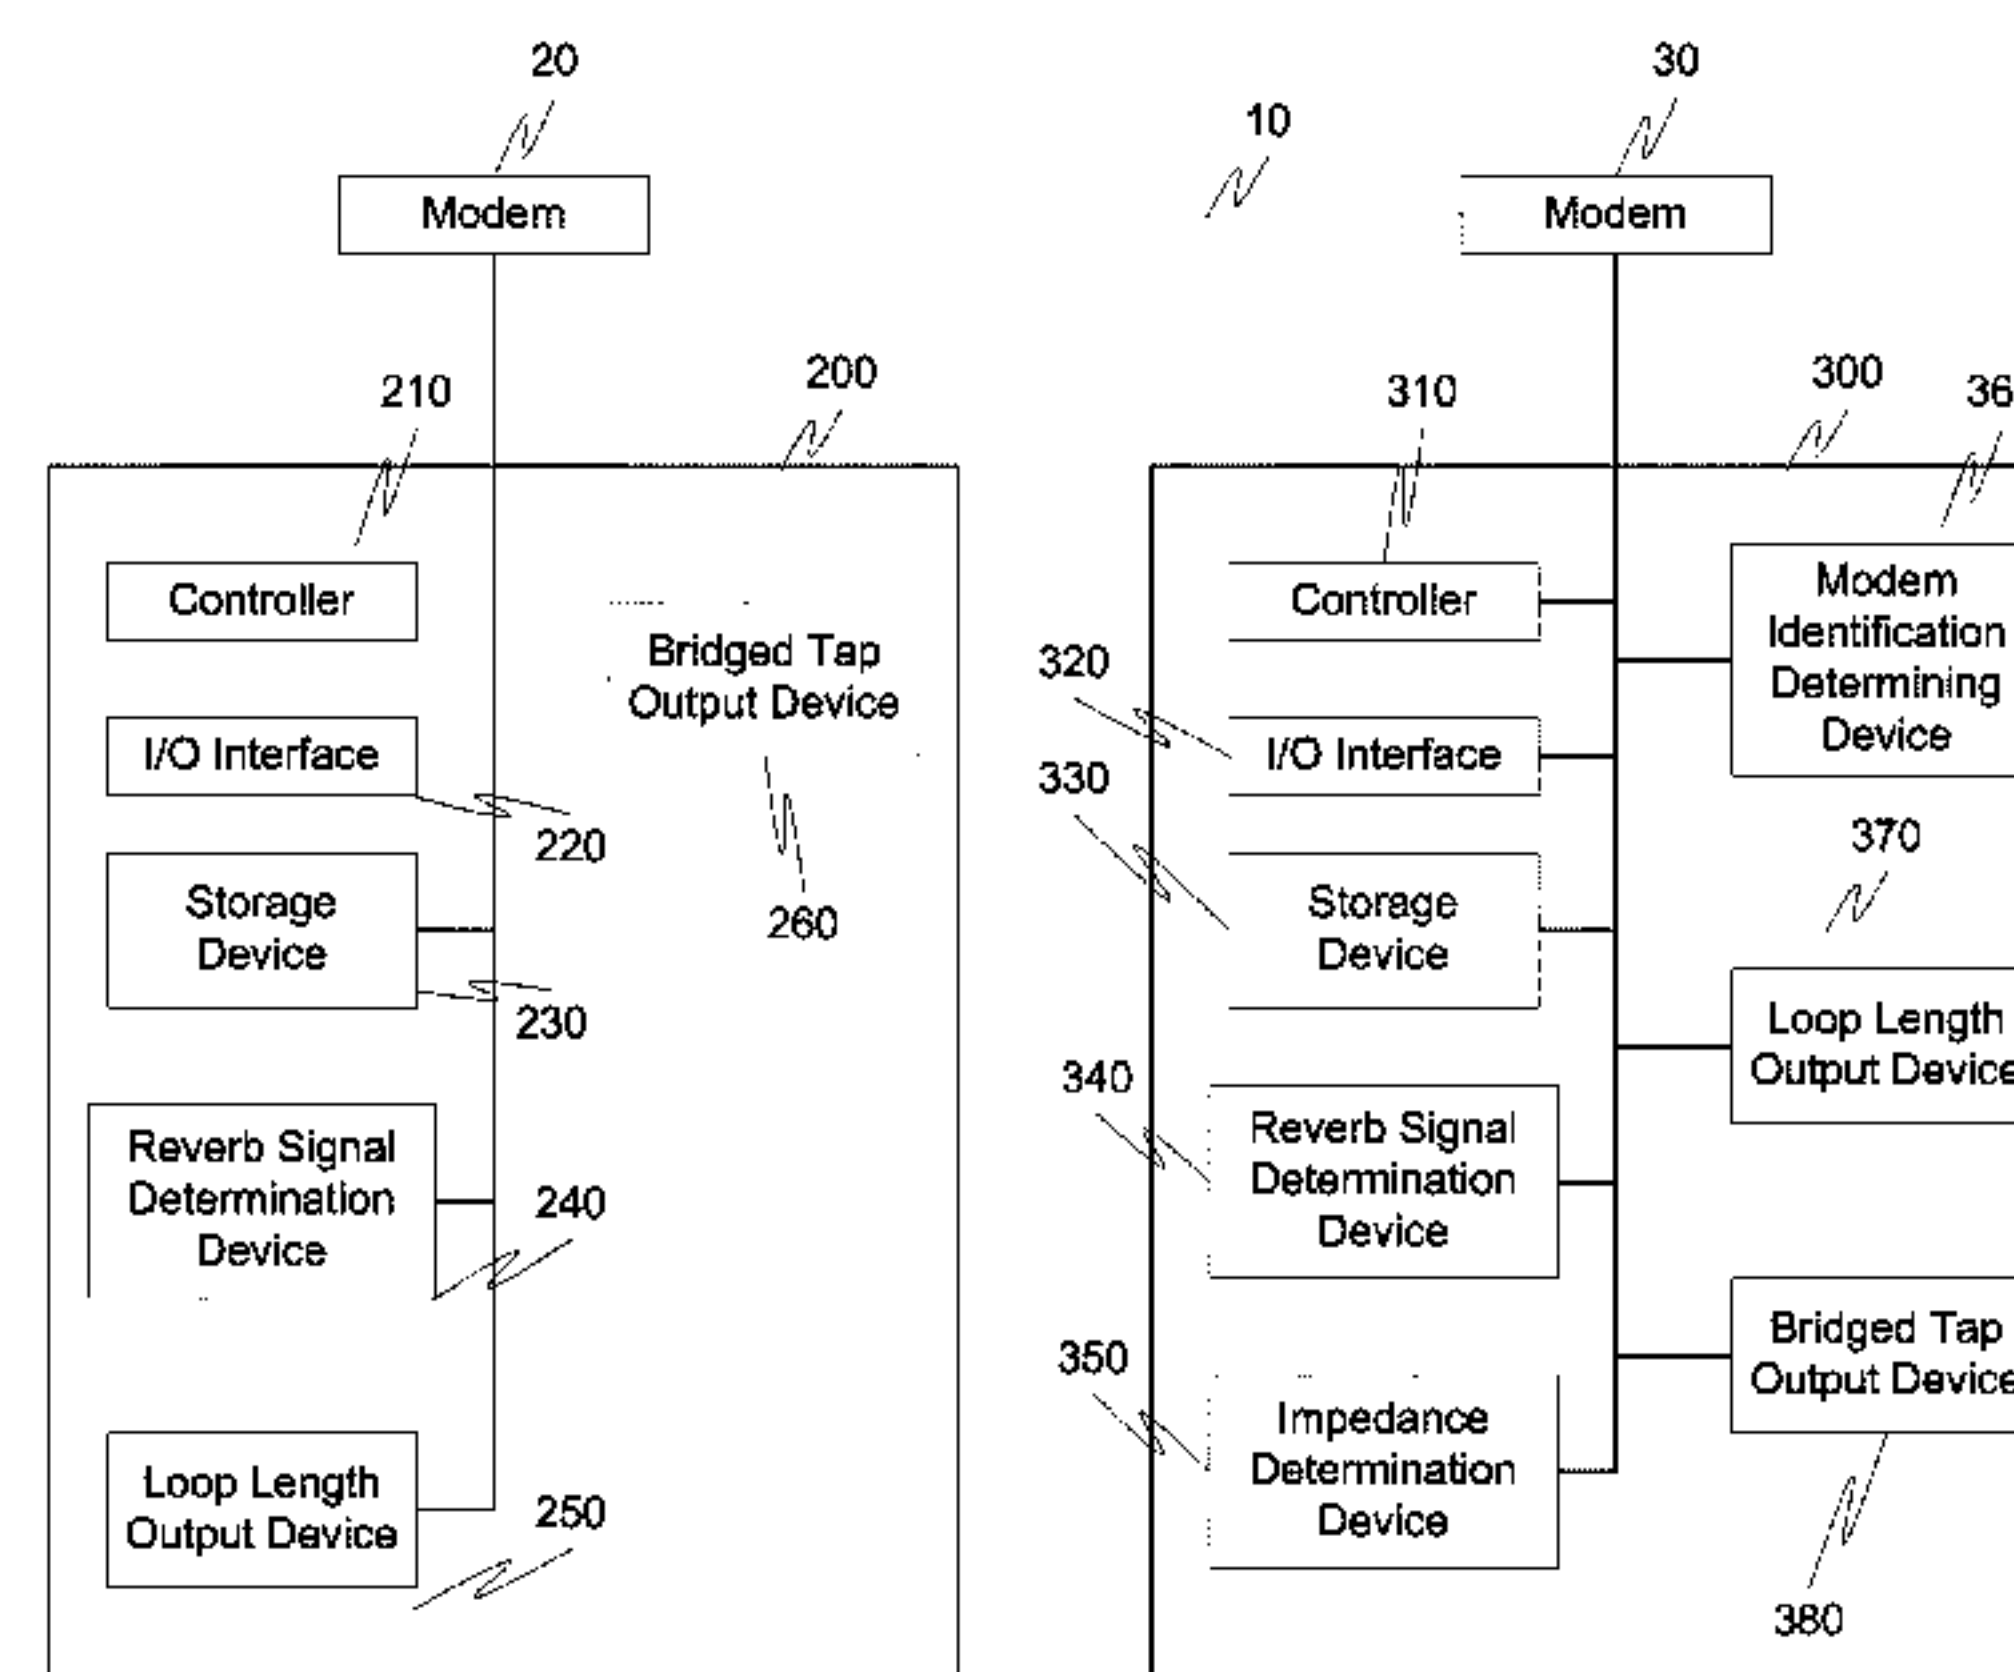 20
Modem
210
200
Controller
Bridged Tap
Output Device
260
I/O Interface
220
Storage
Device
230
Reverb Signal
Determination
Device
240
Loop Length
Output Device
250
10
30
Modem
310
300
36
Controller
Modem
Identification
Determining
Device
320
I/O Interface
330
Storage
Device
370
Loop Length
Output Device
340
Reverb Signal
Determination
Device
Bridged Tap
Output Device
350
Impedance
Determination
Device
380